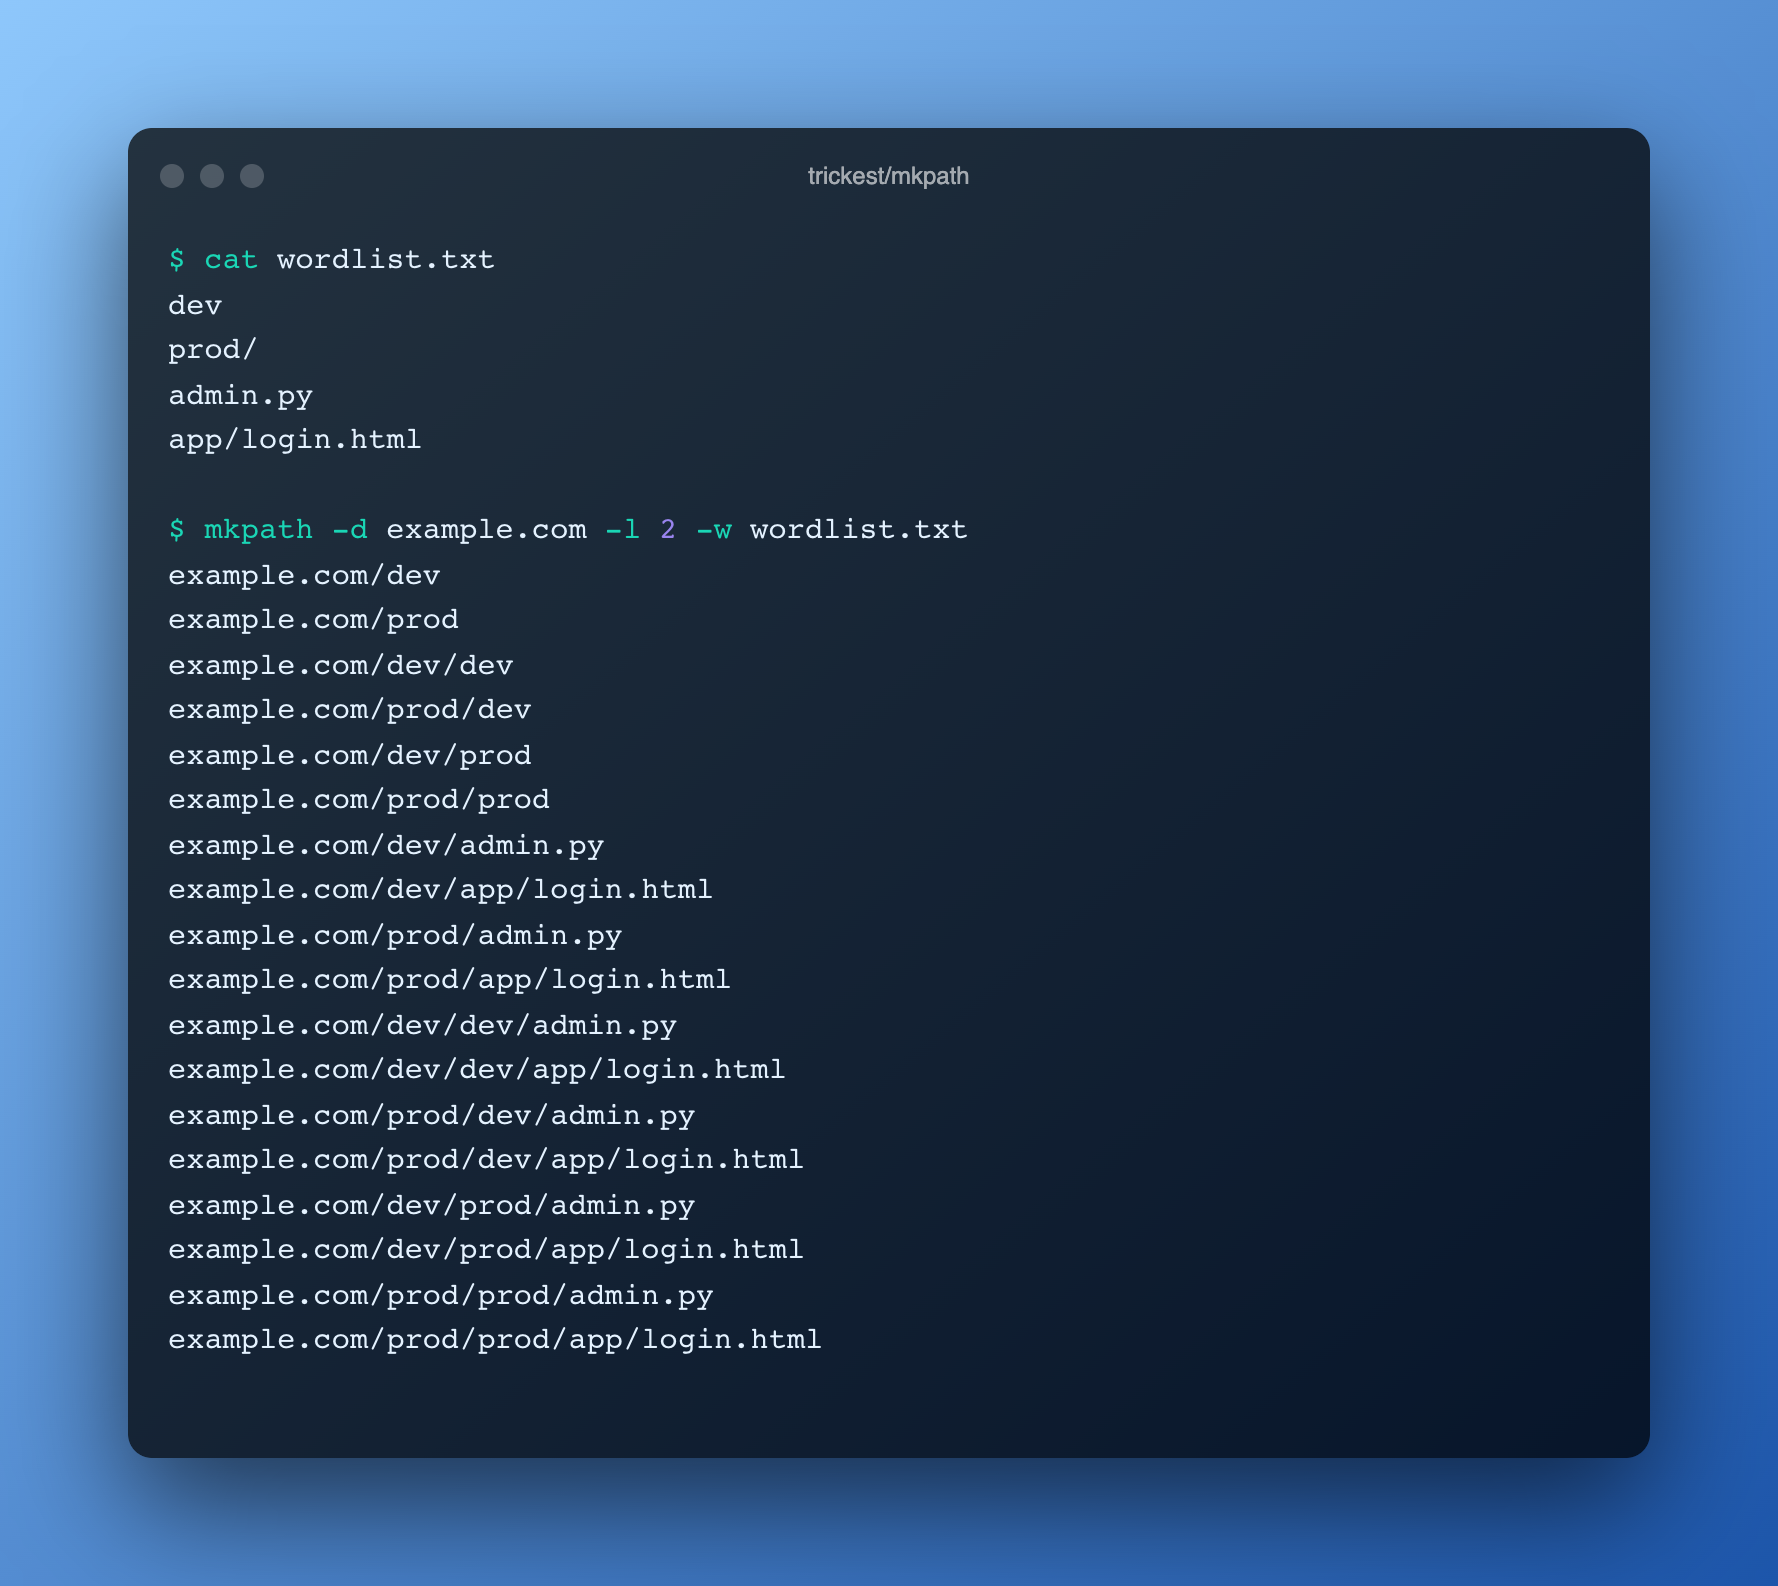 trickest/mkpath
$ cat wordlist.txt
dev
prod/
admin.py
app/login.html
$ mkpath -d example.com -l 2 -w wordlist.txt
example.com/dev
example.com/prod
example.com/dev/dev
example.com/prod/dev
example.com/dev/prod
example.com/prod/prod
example.com/dev/admin.py
example.com/dev/app/login.html
example.com/prod/admin.py
example.com/prod/app/login.html
example.com/dev/dev/admin.py
example.com/dev/dev/app/login.html
example.com/prod/dev/admin.py
example.com/prod/dev/app/login.html
example.com/dev/prod/admin.py
example.com/dev/prod/app/login.html
example.com/prod/prod/admin.py
example.com/prod/prod/app/login.html